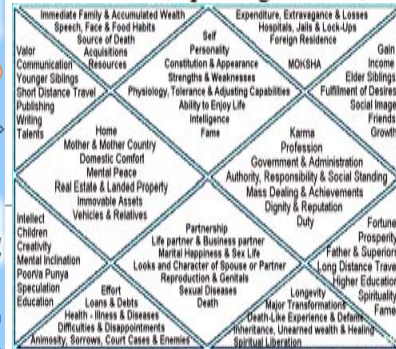 Immediate Family & Accumulated Wealth
Speech, Face & Food Habits
Source of Death
Acquisitions
Resources
Self
Personality
Constitution & Appearance
Strengths & Weaknesses
Physiology, Tolerance & Adjusting Capabilities
Ability to Enjoy Life
Intelligence
Fame
Expenditure, Extravagance & Losses
Hospitals, Jails & Lock-Ups
Foreign Residence
MOKSHA
Valor
Communication
Younger Siblings
Short Distance Travel
Publishing
Writing
Talents
Gain
Income
Elder Siblings
Fulfillment of Desires
Social Image
Friends
Growth
Home
Mother & Mother Country
Domestic Comfort
Mental Peace
Real Estate & Landed Property
Immovable Assets
Vehicles & Relatives
Karma
Profession
Government & Administration
Authority, Responsibility & Social Standing
Mass Dealing & Achievements
Dignity & Reputation
Duty
Intellect
Children
Creativity
Mental Inclination
Poorva Punya
Speculation
Education
Partnership
Life partner & Business partner
Marital Happiness & Sex Life
Looks and Character of Spouse or Partner
Reproduction & Genitals
Sexual Diseases
Death
Fortune
Prosperity
Father & Superiors
Long Distance Travel
Higher Education
Spirituality
Fame
Effort
Loans & Debts
Health - Illness & Diseases
Difficulties & Disappointments
Animosity, Sorrows, Court Cases & Enemies
Longevity
Major Transformations
Death-Like Experience & Defeats
Inheritance, Unearned wealth & Healing
Spiritual Liberation